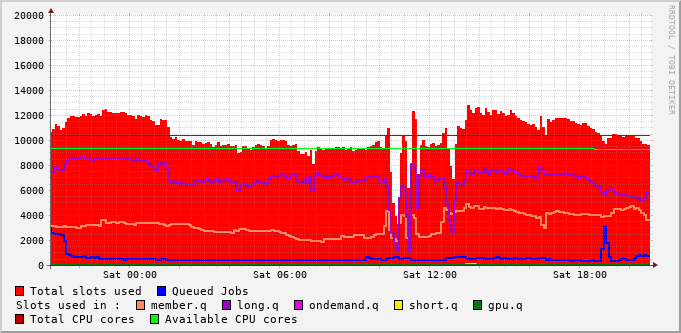 20000
18000
16000
14000
12000
10000
8000
6000
4000
2000
0
Sat 00:00 Sat 06:00 Sat 12:00 Sat 18:00
RRDTOOL / TOBI OETIKER
Total slots used Queued Jobs
Slots used in : member.q long.q ondemand.q short.q gpu.q
Total CPU cores Available CPU cores